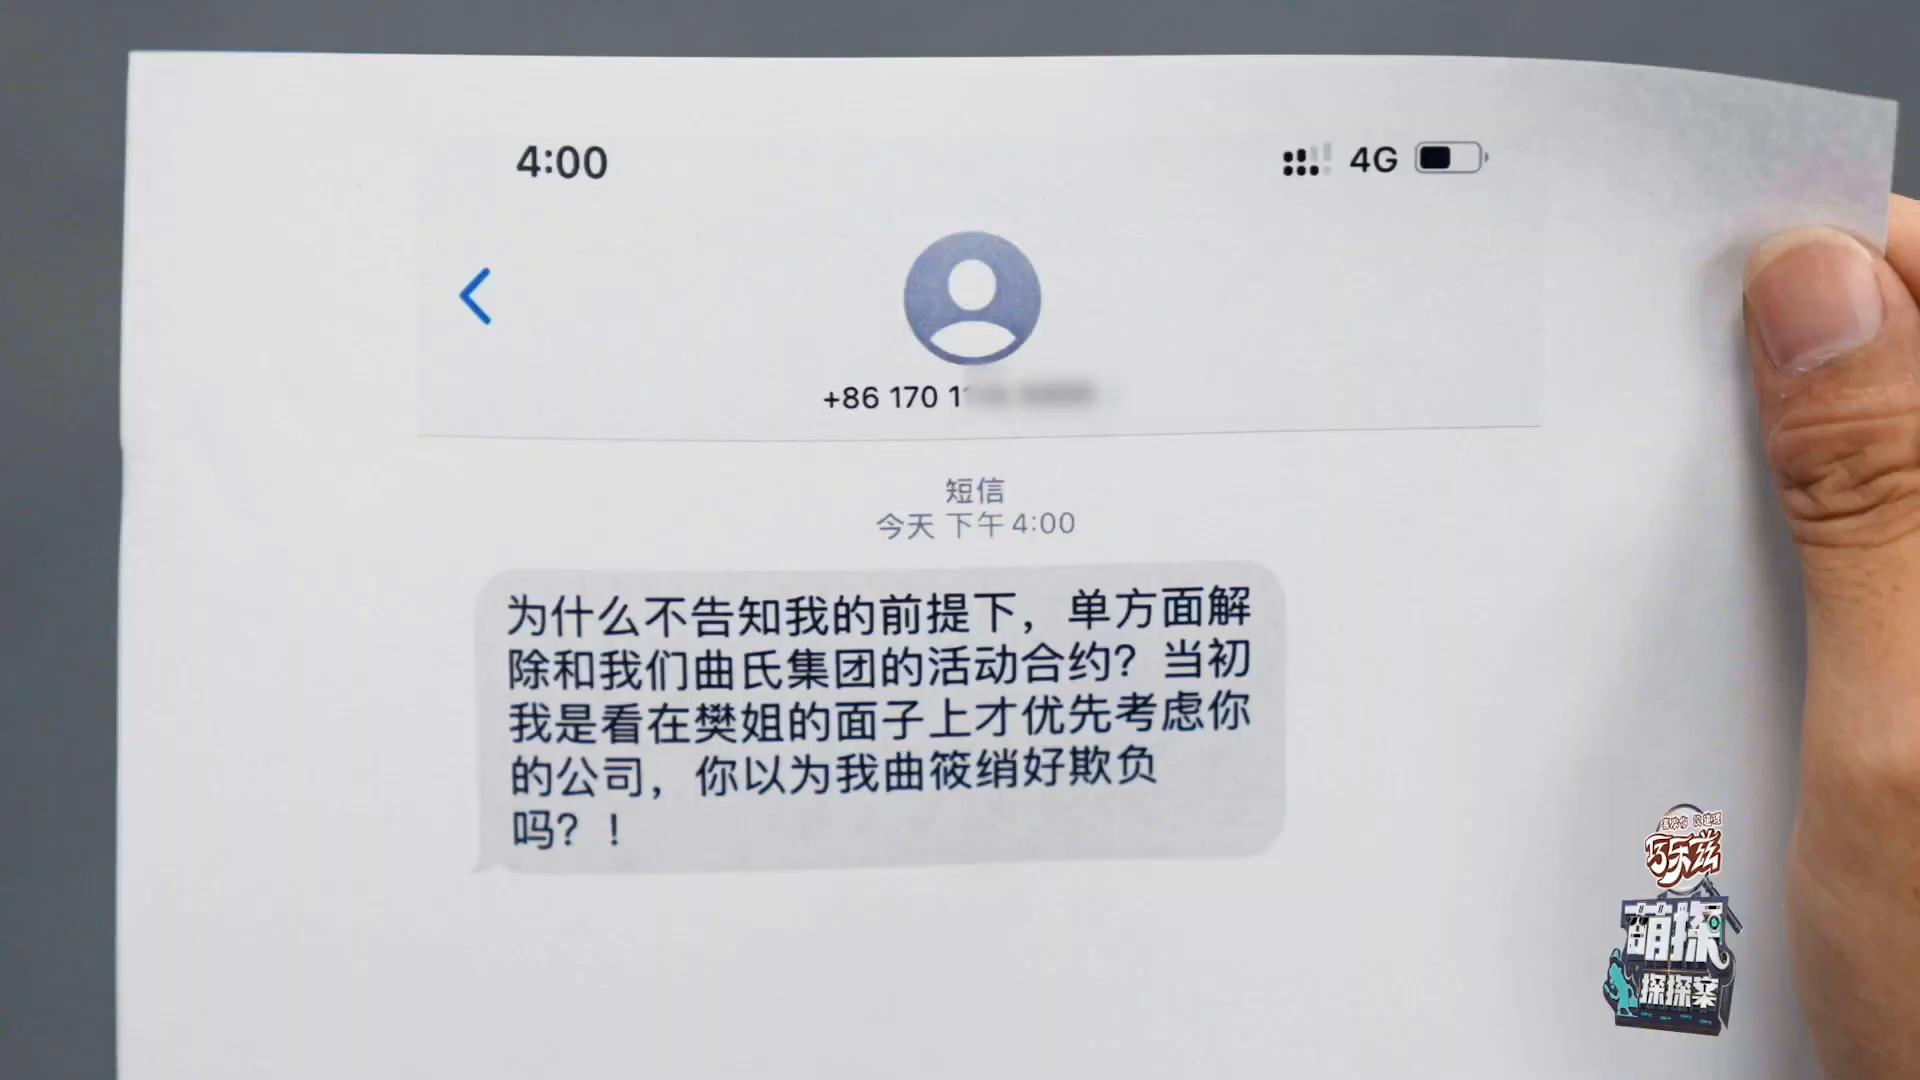 4:00
4G
+86 170 1
短信
今天 下午 4:00
为什么不告知我的前提下，单方面解
除和我们曲氏集团的活动合约？当初
我是看在樊姐的面子上才优先考虑你
的公司，你以为我曲筱绡好欺负
吗？！
巧乐兹
萌探
探探案